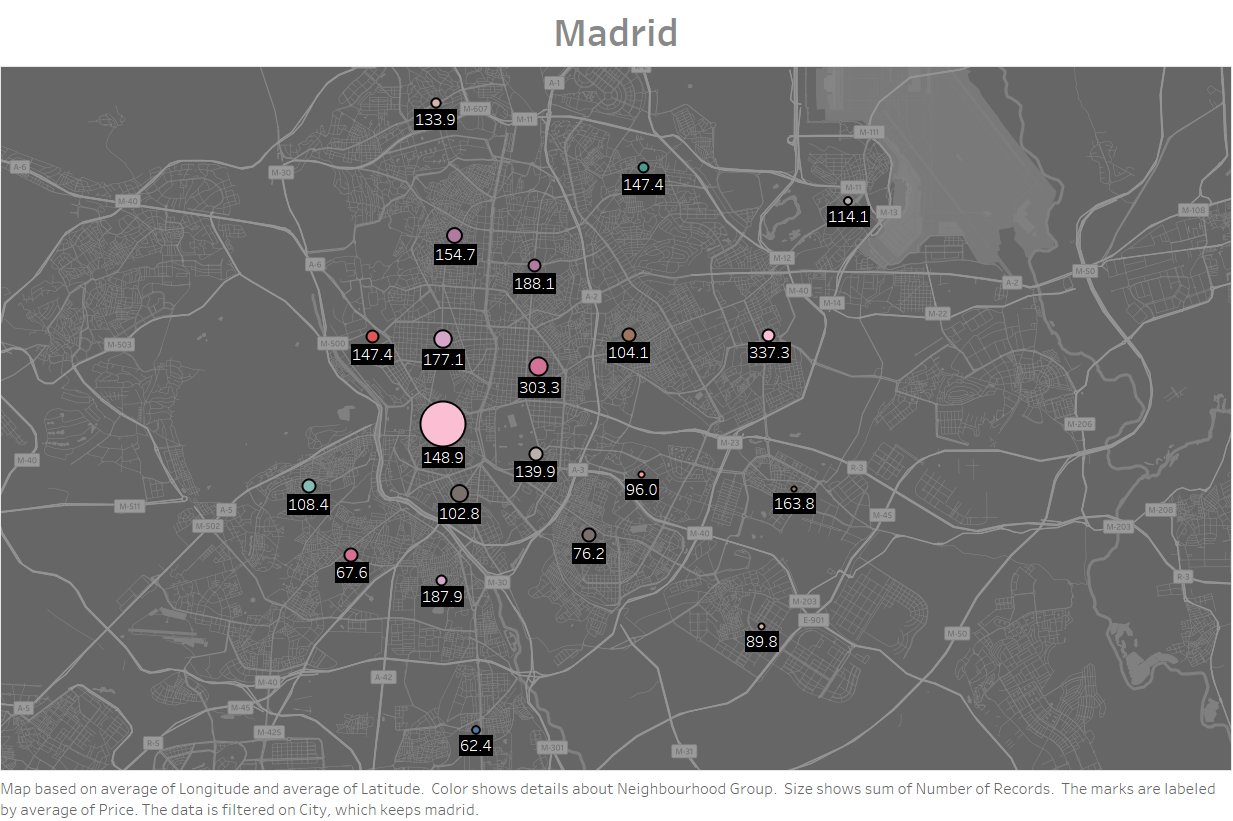 Madrid
A-1
133.9
M-607
M-11
M-111
A-6
M-30
147.4
M-11
M-40
114.1
M-13
M-108
154.7
M-12
A-6
188.1
M-50
A-2
M-40
A-2
M-14
M-22
M-503
M-500
147.4
177.1
104.1
337.3
303.3
M-206
148.9
M-23
M-40
139.9
A-3
R-3
96.0
108.4
163.8
M-511
A-5
102.8
M-45
M-208
M-502
M-203
M-40
76.2
67.6
R-3
187.9
M-30
M-203
E-901
89.8
M-50
A-42
M-40
A-5
M-45
M-425
R-5
62.4
M-301
M-31
Map based on average of Longitude and average of Latitude.  Color shows details about Neighbourhood Group.  Size shows sum of Number of Records.  The marks are labeled
by average of Price. The data is filtered on City, which keeps madrid.